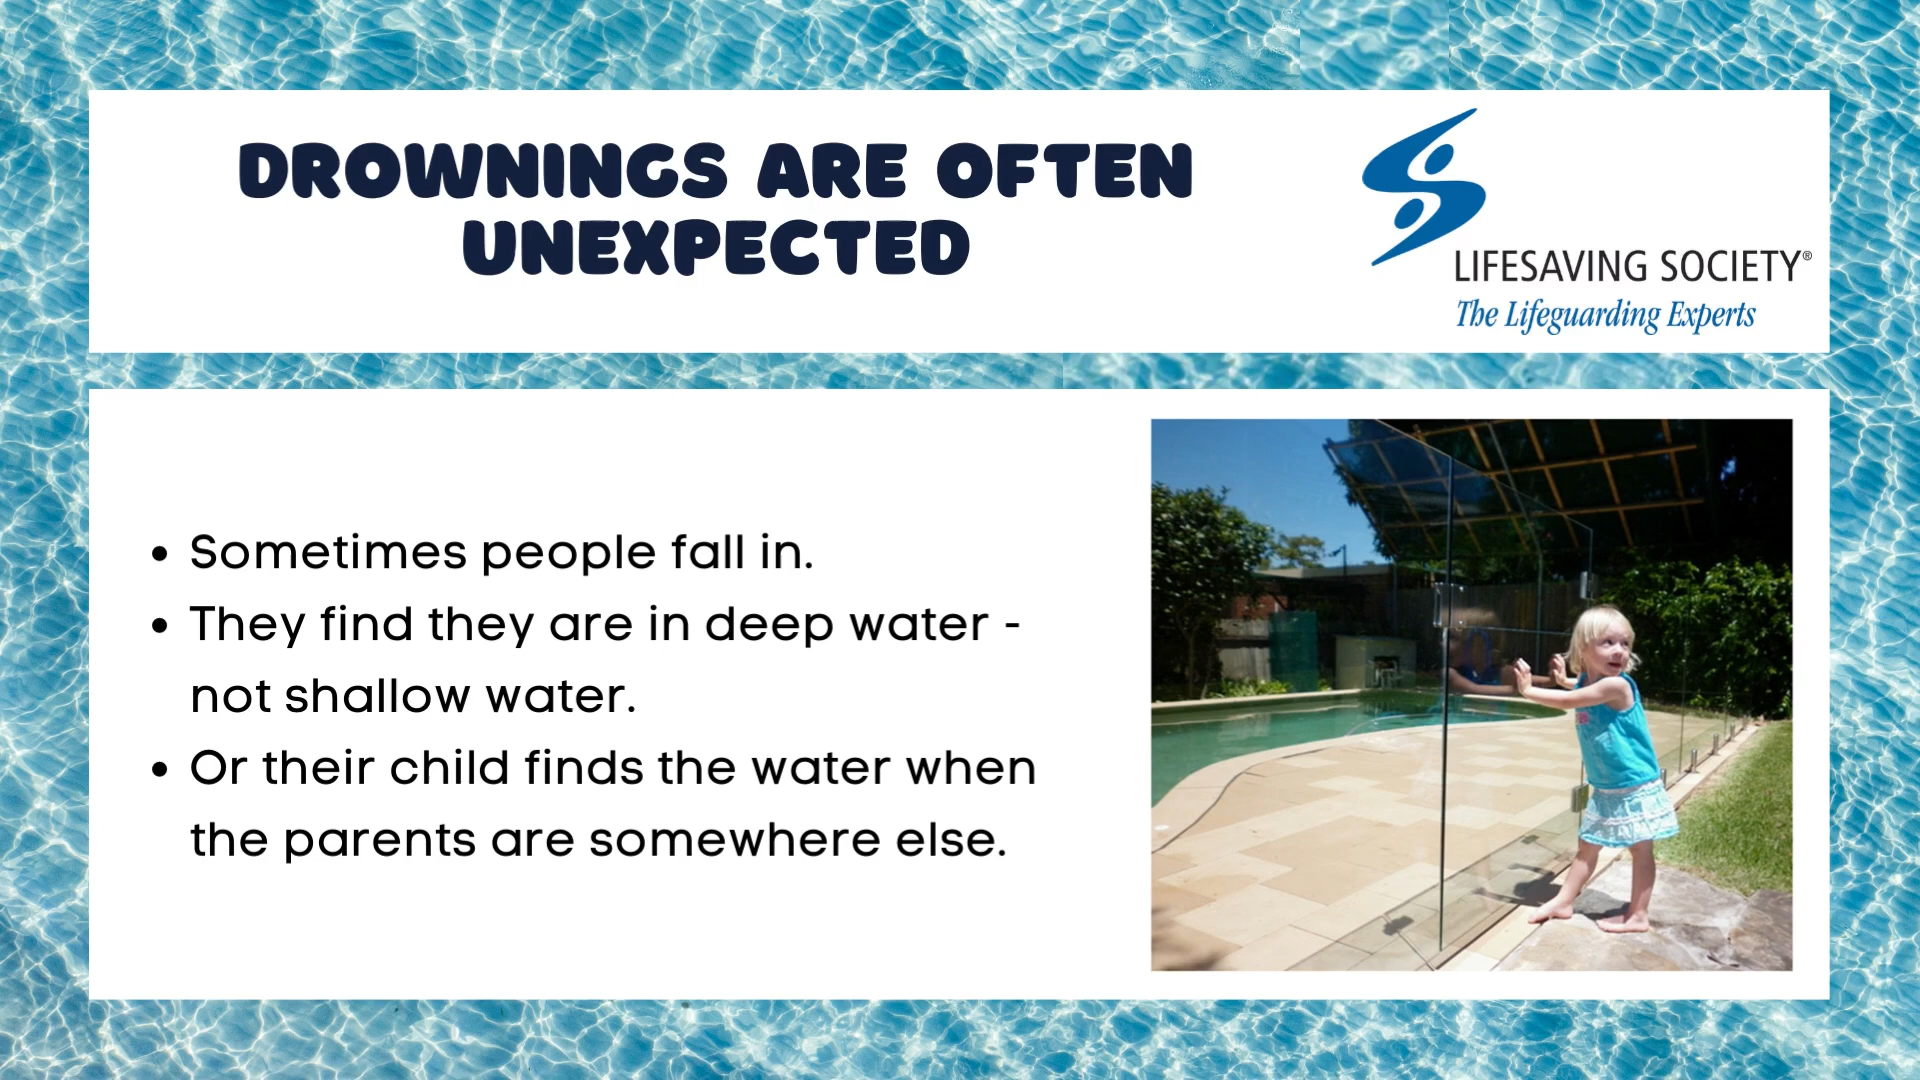 DROWNINGS ARE OFTEN
UNEXPECTED
LIFESAVING SOCIETY®
The Lifeguarding Experts
• Sometimes people fall in.
• They find they are in deep water -
not shallow water.
• Or their child finds the water when
the parents are somewhere else.